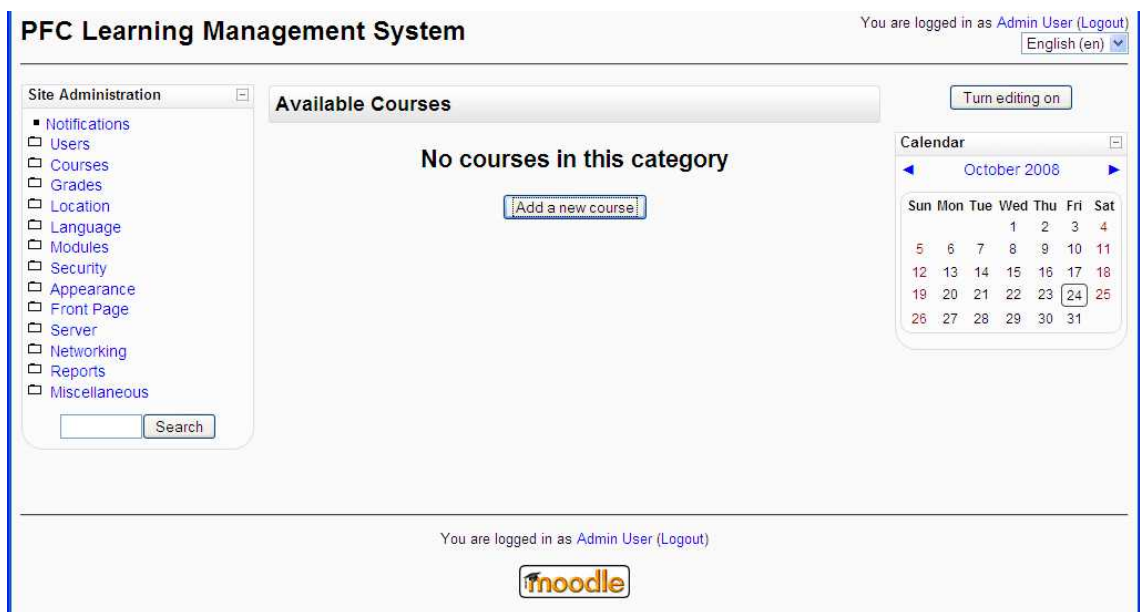 PFC Learning Management System
You are logged in as Admin User (Logout)
English (en)
Site Administration
Notifications
Users
Courses
Grades
Location
Language
Modules
Security
Appearance
Front Page
Server
Networking
Reports
Miscellaneous
Search
Available Courses
No courses in this category
Add a new course
Turn editing on
Calendar
October 2008
Sun Mon Tue Wed Thu Fri Sat
1 2 3 4
5 6 7 8 9 10 11
12 13 14 15 16 17 18
19 20 21 22 23 24 25
26 27 28 29 30 31
You are logged in as Admin User (Logout)
moodle